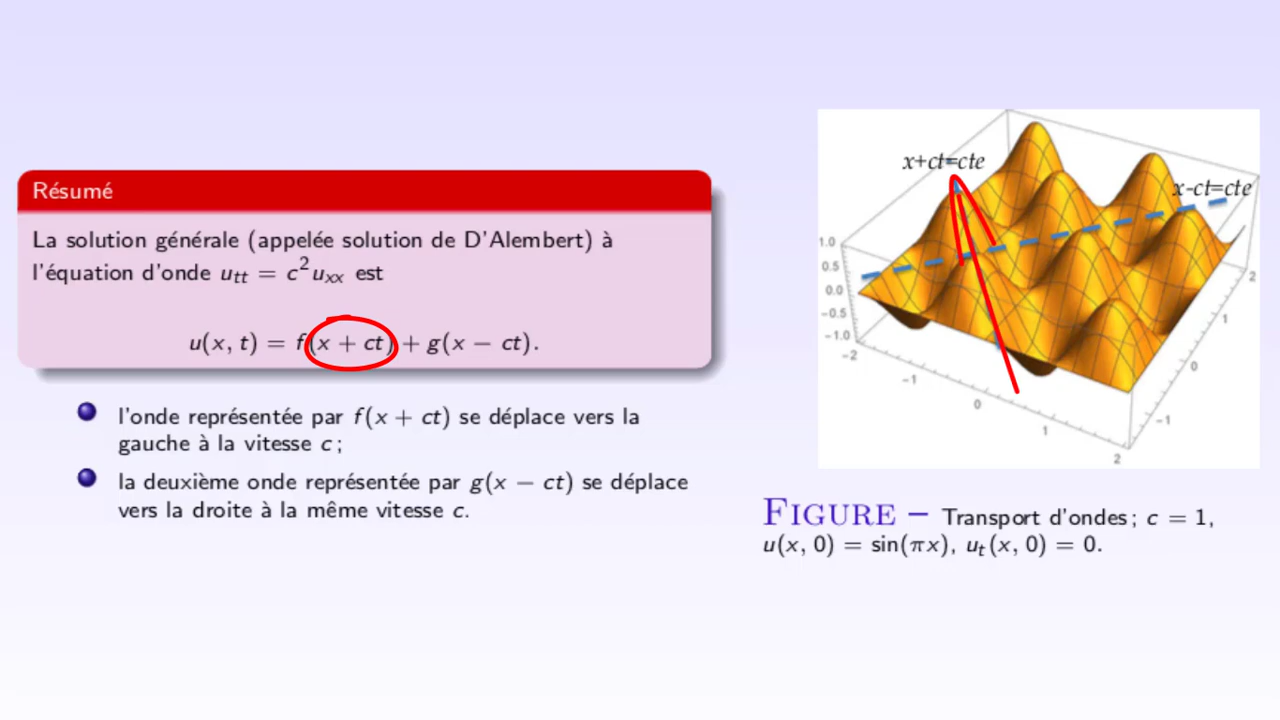 Résumé
La solution générale (appelée solution de D'Alembert) à
l'équation d'onde uₜₜ = c²uₓₓ est
u(x, t) = f(x + ct) + g(x − ct).
l'onde représentée par f(x + ct) se déplace vers la
gauche à la vitesse c ;
la deuxième onde représentée par g(x − ct) se déplace
vers la droite à la même vitesse c.
x+ct=cte
x-ct=cte
1.0
0.5
0.0
−0.5
−1.0
−2
−1
0
1
2
2
1
0
−1
FIGURE – Transport d'ondes ; c = 1,
u(x, 0) = sin(πx), uₜ(x, 0) = 0.